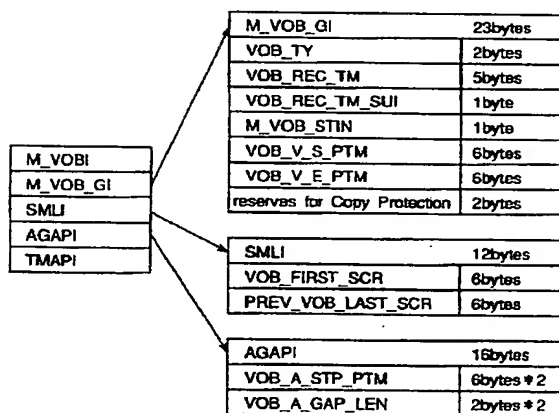 M_VOBI
M_VOB_GI
SMLI
AGAPI
TMAPI
M_VOB_GI 23bytes
VOB_TY 2bytes
VOB_REC_TM 5bytes
VOB_REC_TM_SUI 1byte
M_VOB_STIN 1byte
VOB_V_S_PTM 6bytes
VOB_V_E_PTM 6bytes
reserves for Copy Protection 2bytes
SMLI 12bytes
VOB_FIRST_SCR 6bytes
PREV_VOB_LAST_SCR 6bytes
AGAPI 16bytes
VOB_A_STP_PTM 6bytes*2
VOB_A_GAP_LEN 2bytes*2